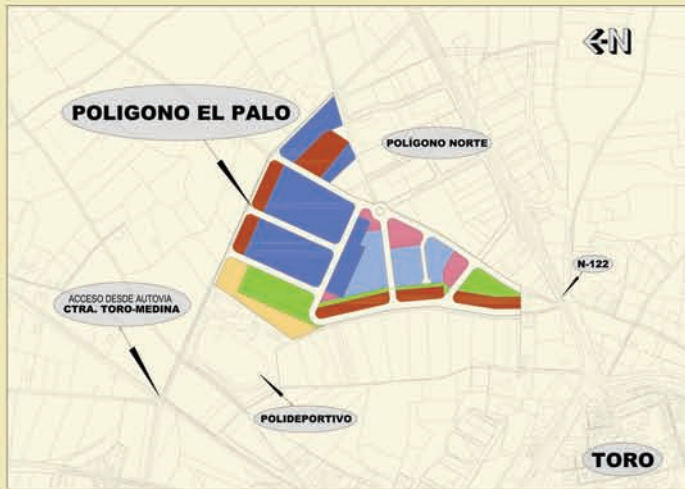 N
POLIGONO EL PALO
POLÍGONO NORTE
N-122
ACCESO DESDE AUTOVIA
CTRA. TORO-MEDINA
POLIDEPORTIVO
TORO